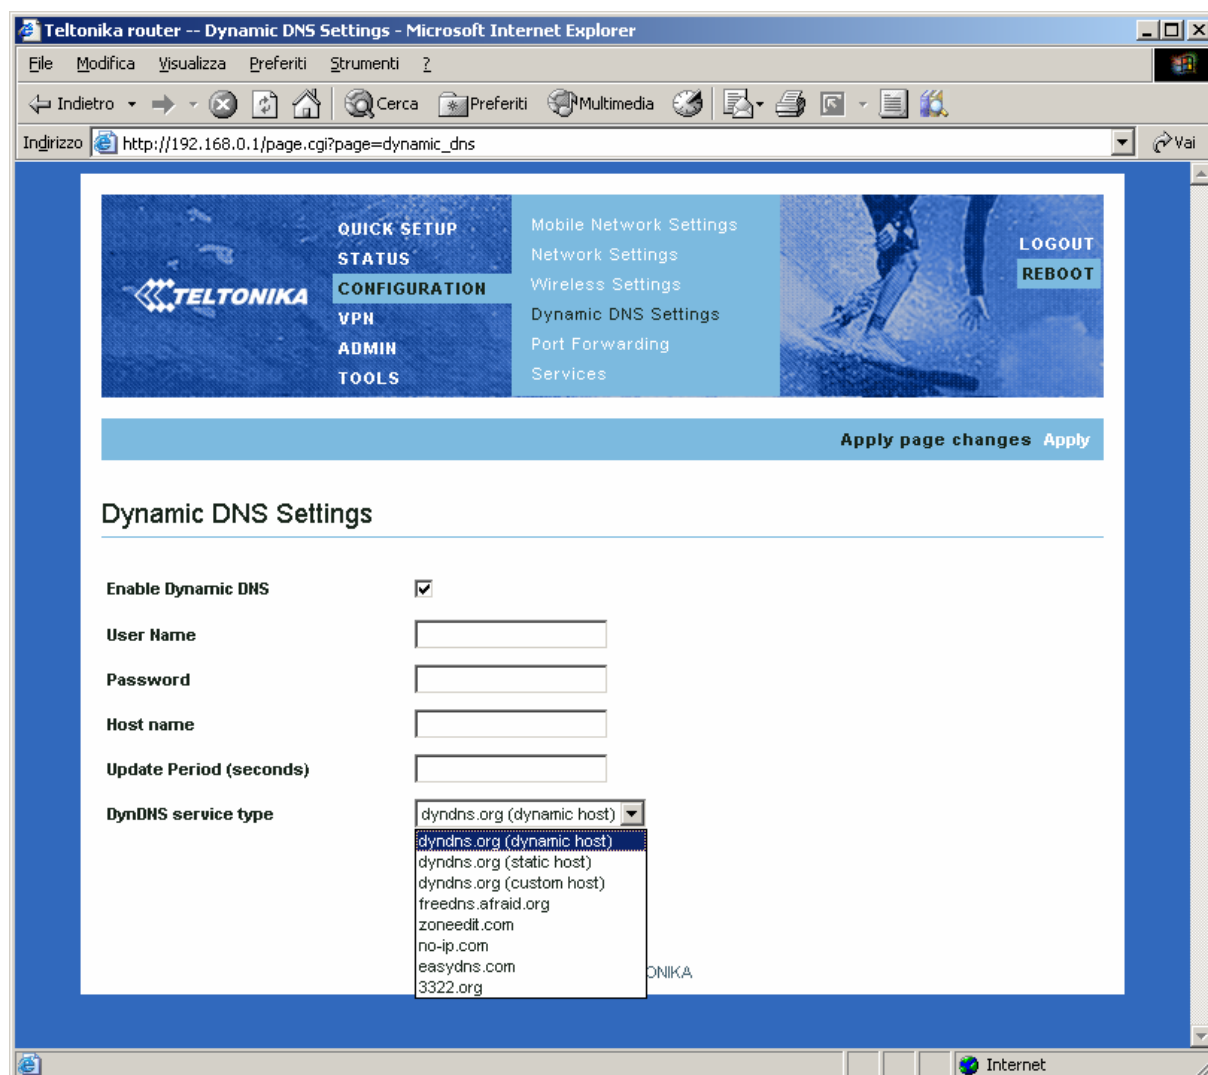 Teltonika router -- Dynamic DNS Settings - Microsoft Internet Explorer
File Modifica Visualizza Preferiti Strumenti ?
Indietro Cerca Preferiti Multimedia
Indirizzo http://192.168.0.1/page.cgi?page=dynamic_dns Vai
TELTONIKA
QUICK SETUP
STATUS
CONFIGURATION
VPN
ADMIN
TOOLS
Mobile Network Settings
Network Settings
Wireless Settings
Dynamic DNS Settings
Port Forwarding
Services
LOGOUT
REBOOT
Apply page changes Apply
Dynamic DNS Settings
Enable Dynamic DNS
User Name
Password
Host name
Update Period (seconds)
DynDNS service type dyndns.org (dynamic host)
dyndns.org (dynamic host)
dyndns.org (static host)
dyndns.org (custom host)
freedns.afraid.org
zoneedit.com
no-ip.com
easydns.com
3322.org
ONIKA
Internet